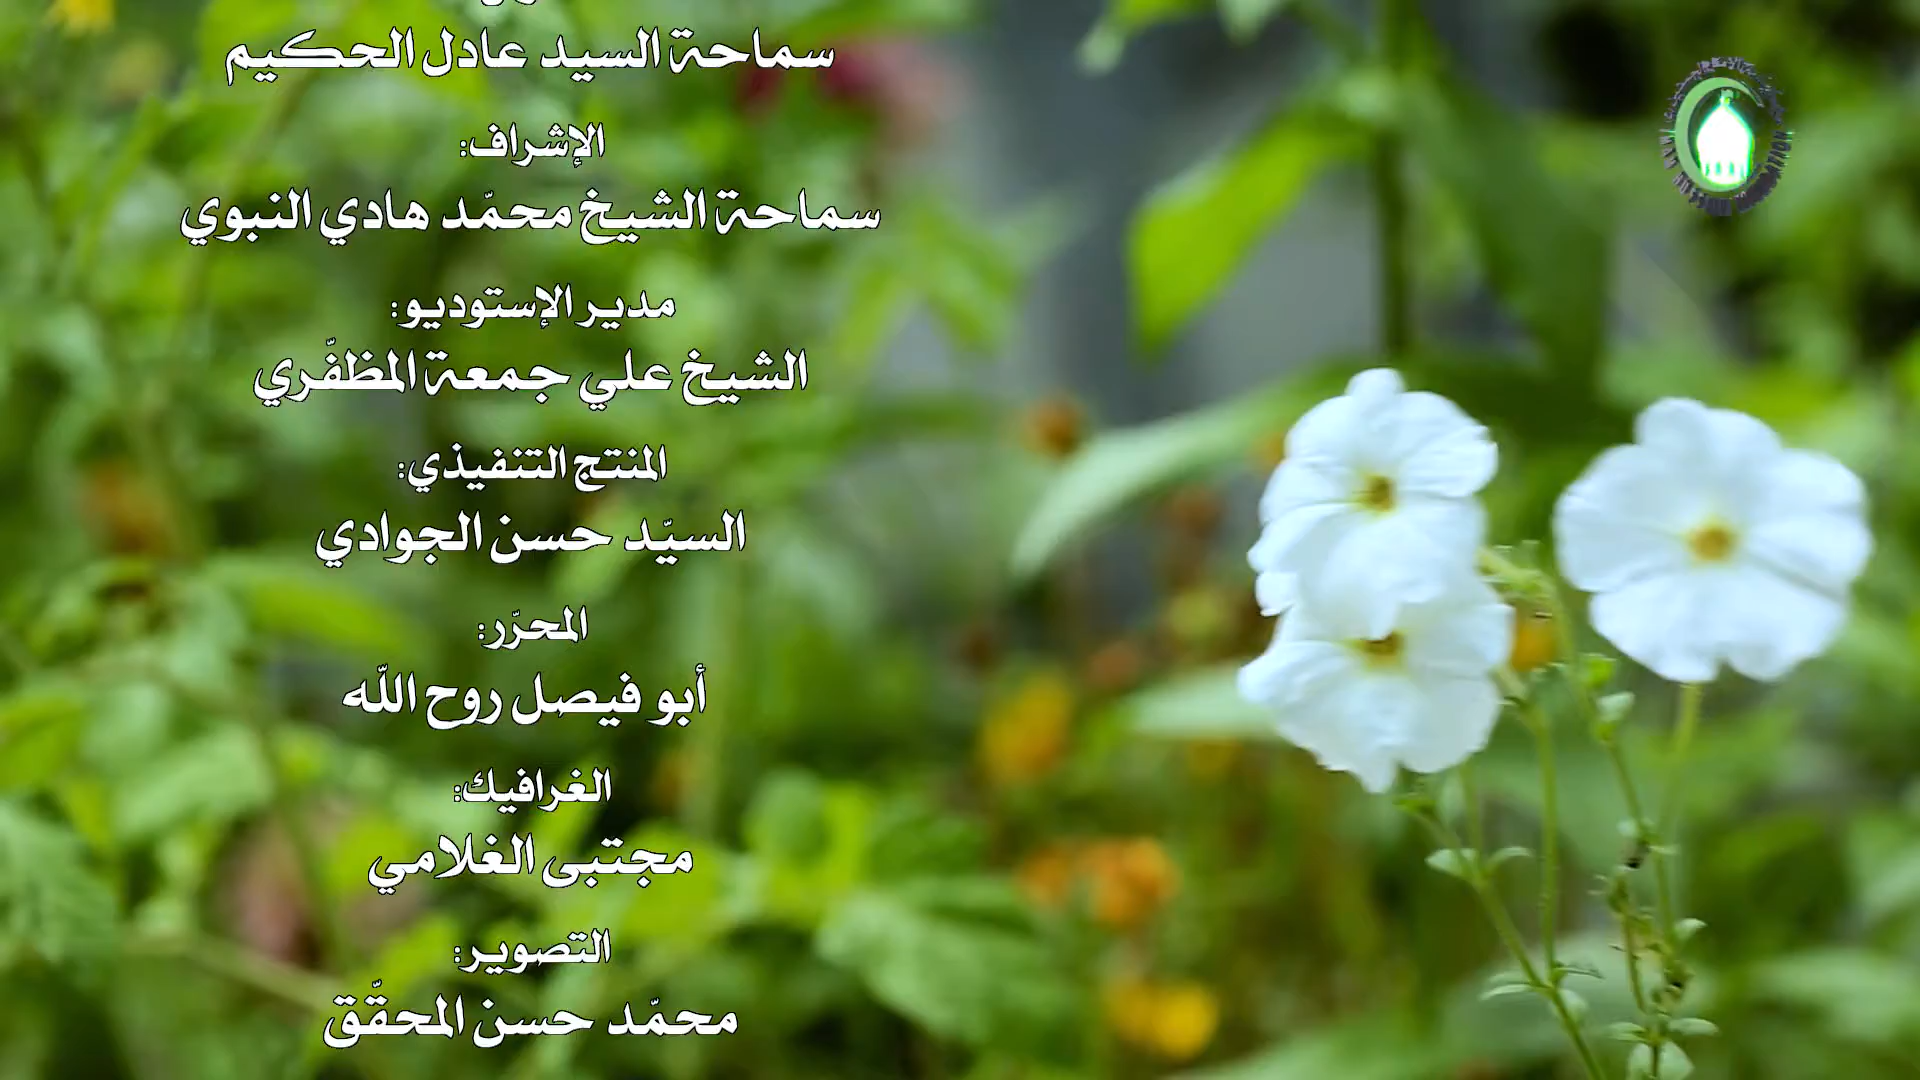 سماحة السيد عادل الحكيم
الإشراف:
سماحة الشيخ محمّد هادي النبوي
مدير الإستوديو:
الشيخ علي جمعة المظفّري
المنتج التنفيذي:
السيّد حسن الجوادي
المحرّر:
أبو فيصل روح اللّه
الغرافيك:
مجتبى الغلامي
التصوير:
محمّد حسن المحقّق